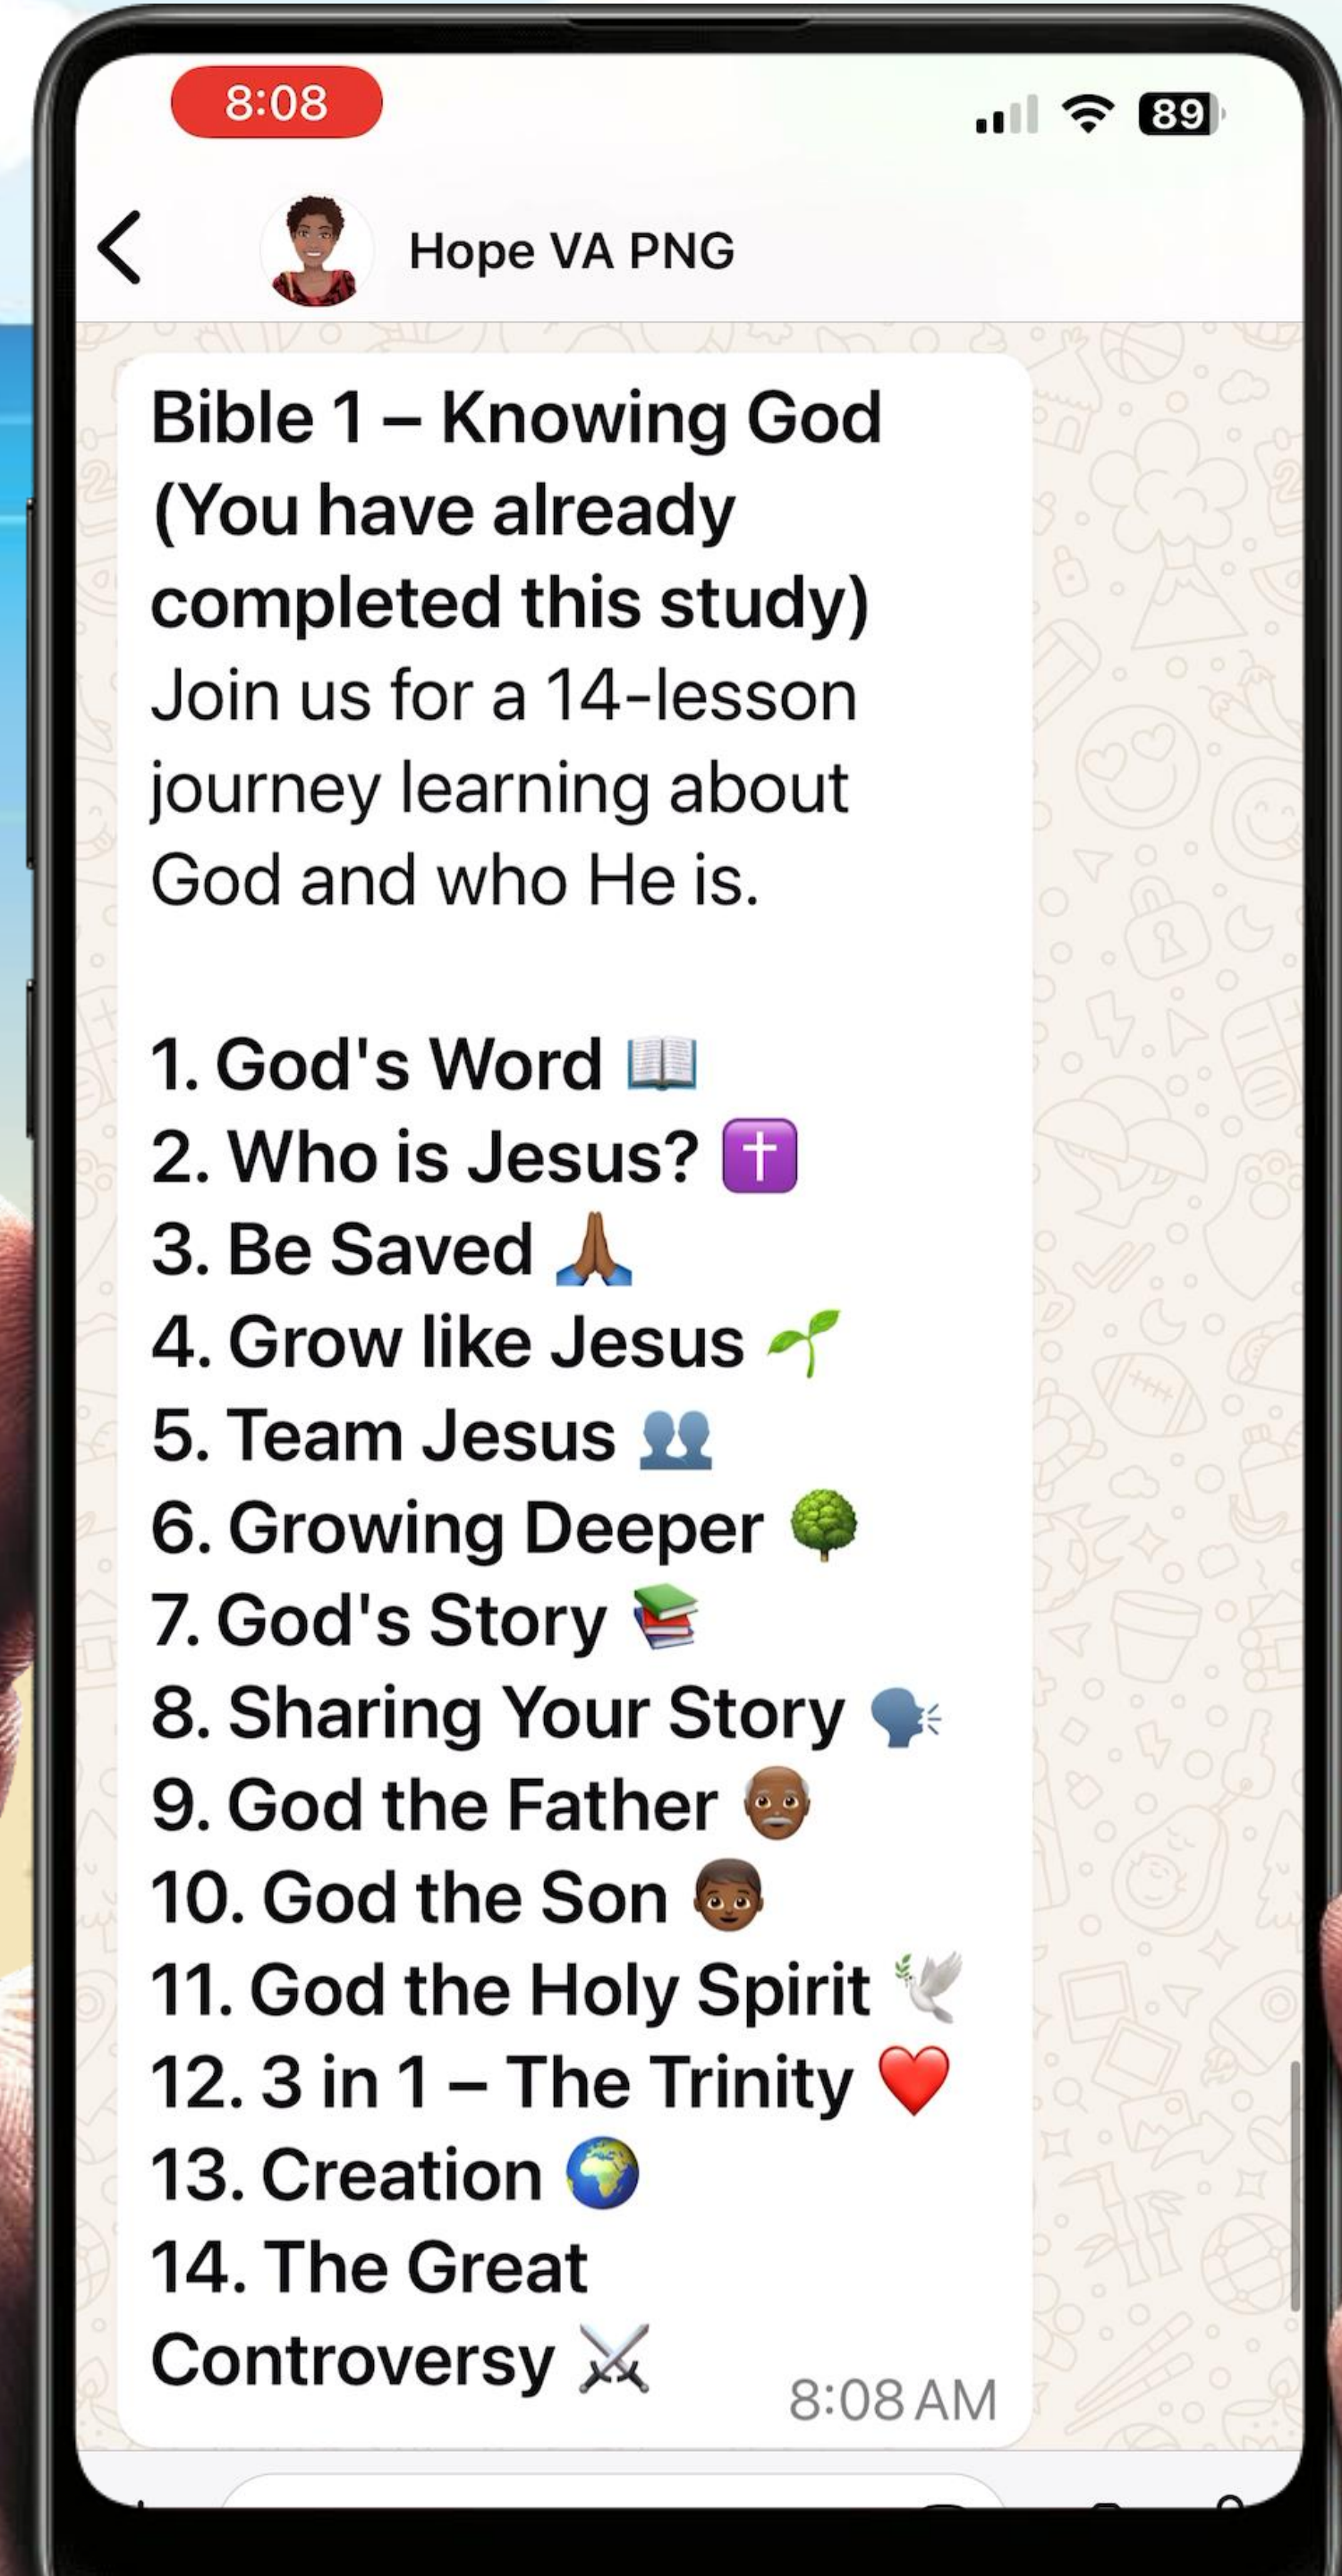 8:08
89
Hope VA PNG
Bible 1 – Knowing God
(You have already
completed this study)
Join us for a 14-lesson
journey learning about
God and who He is.
1. God's Word 📖
2. Who is Jesus? ✝️
3. Be Saved 🙏🏾
4. Grow like Jesus 🌱
5. Team Jesus 👥
6. Growing Deeper 🌳
7. God's Story 📚
8. Sharing Your Story 🗣️
9. God the Father 👴🏾
10. God the Son 👦🏾
11. God the Holy Spirit 🕊️
12. 3 in 1 – The Trinity ❤️
13. Creation 🌍
14. The Great
Controversy ⚔️
8:08 AM